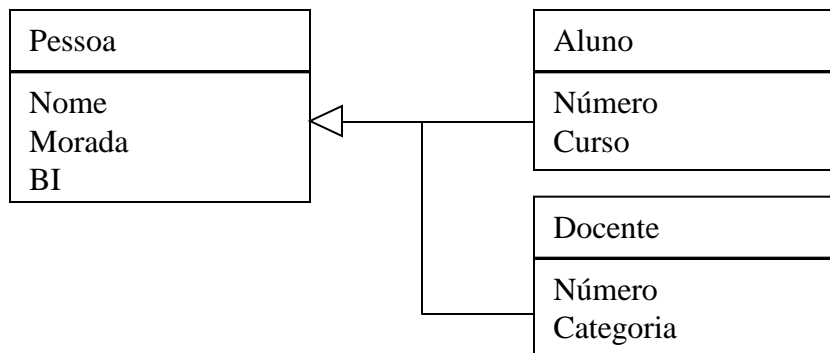 Pessoa
Nome
Morada
BI
Aluno
Número
Curso
Docente
Número
Categoria